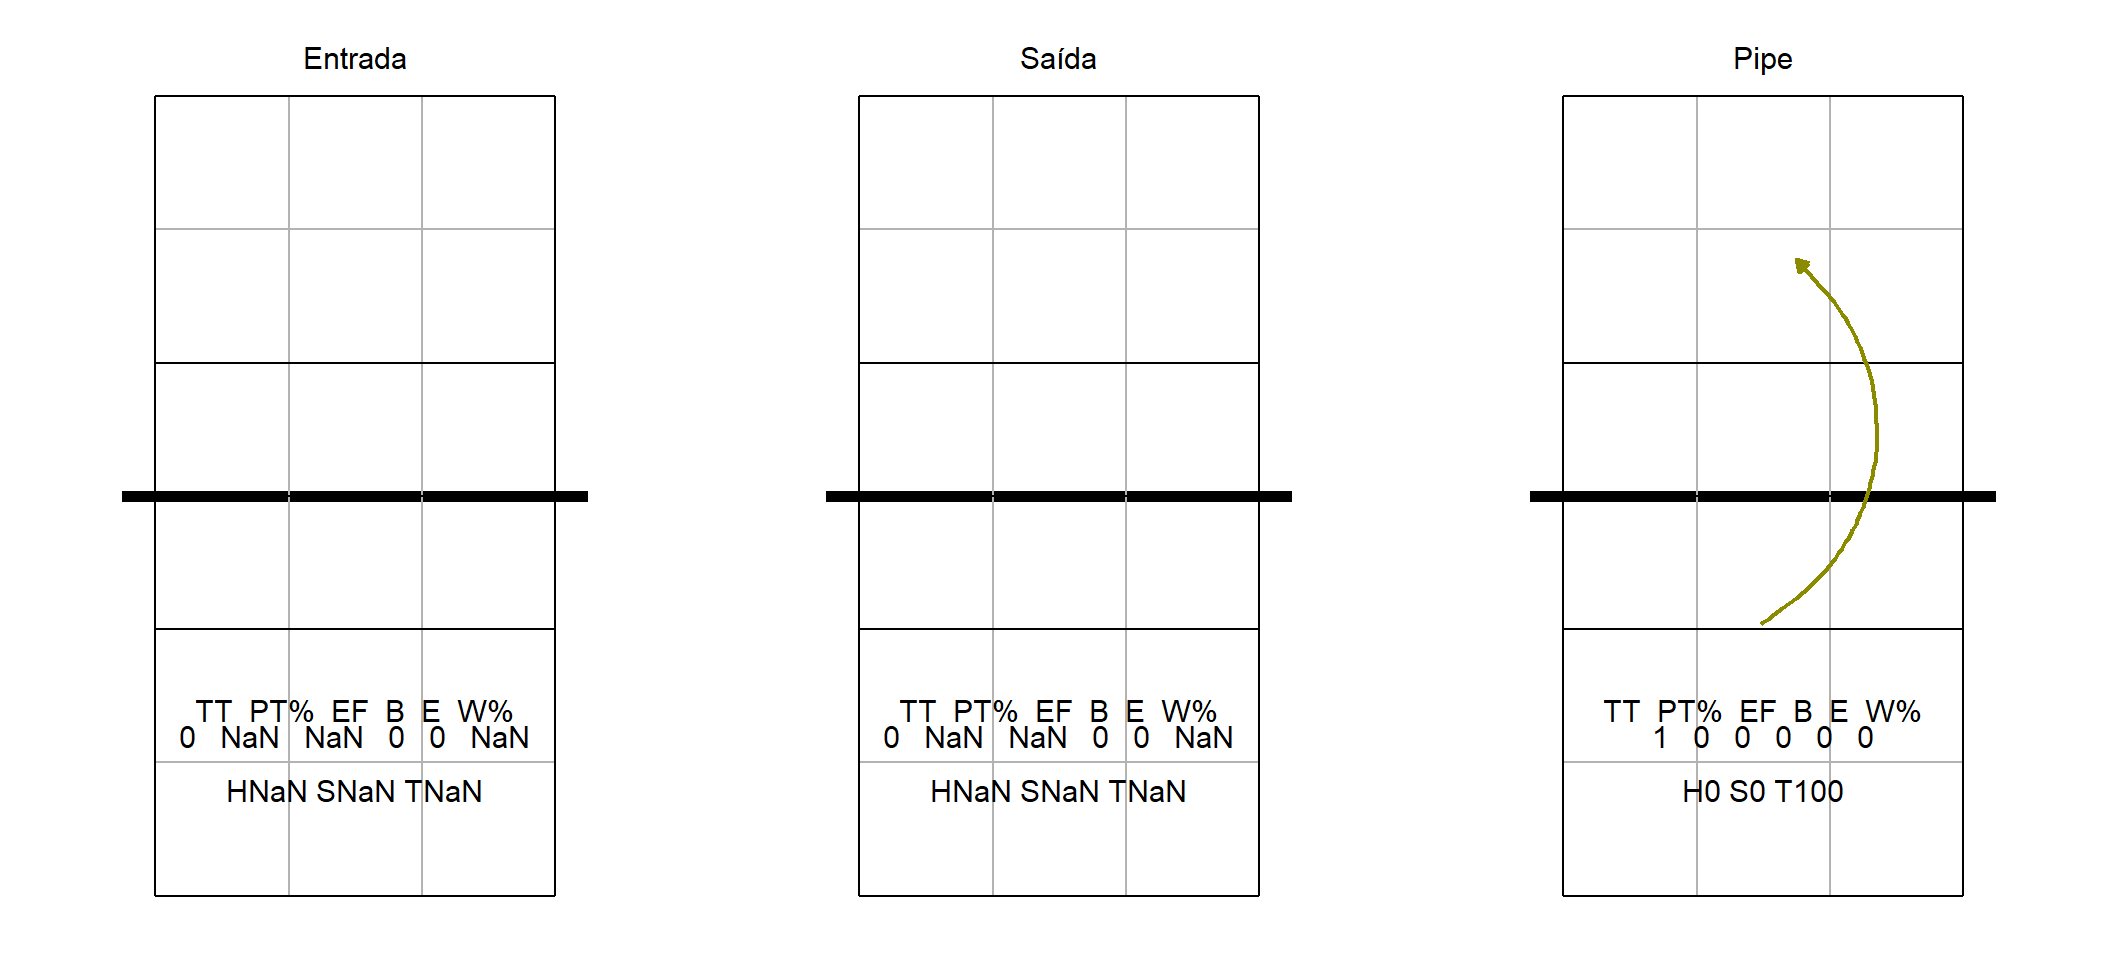 Entrada
TT PT% EF B E W%
0 NaN NaN 0 0 NaN
HNaN SNaN TNaN
Saída
TT PT% EF B E W%
0 NaN NaN 0 0 NaN
HNaN SNaN TNaN
Pipe
TT PT% EF B E W%
1 0 0 0 0 0
H0 S0 T100